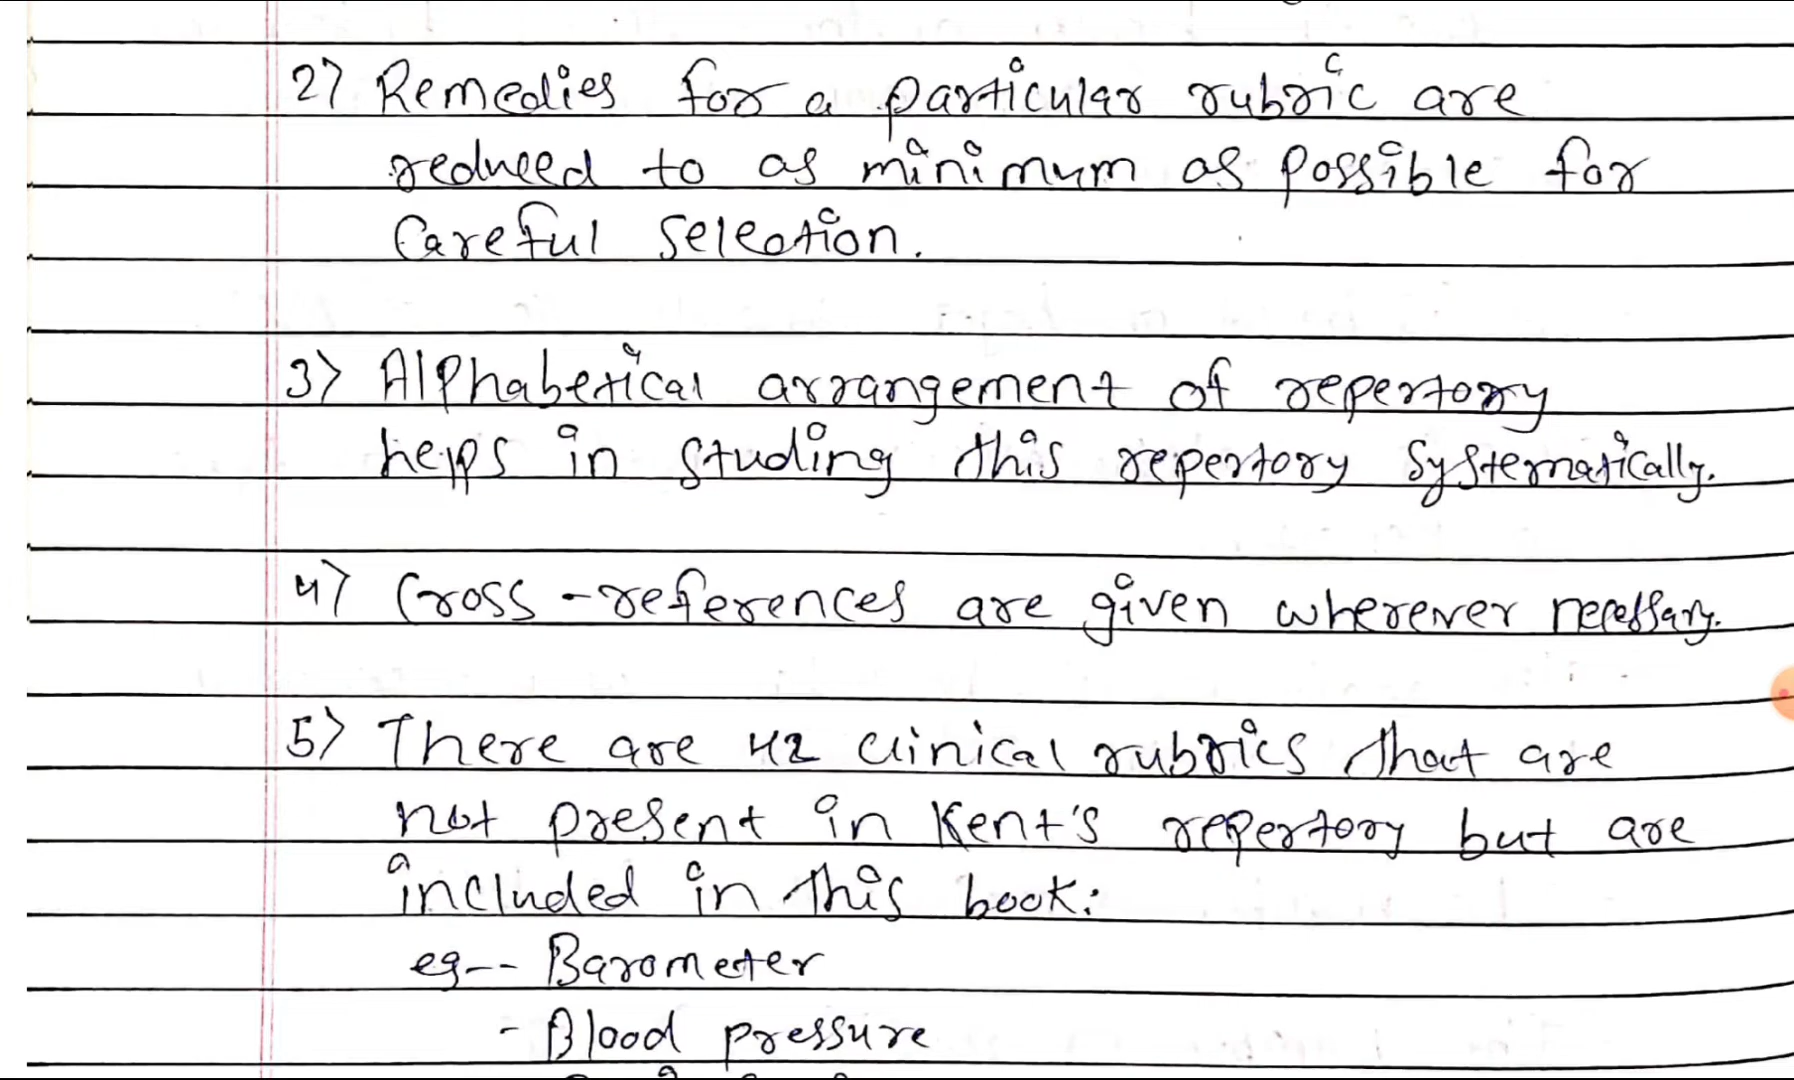 2) Remedies for a particular rubric are
reduced to as minimum as possible for
Careful selection.
3) Alphabetical arrangement of repertory
helps in studing this repertory systematically.
4) Cross-references are given wherever necessary.
5) There are 42 clinical rubrics that are
not present in Kent's repertory but are
included in this book:
eg-- Barometer
- Blood pressure